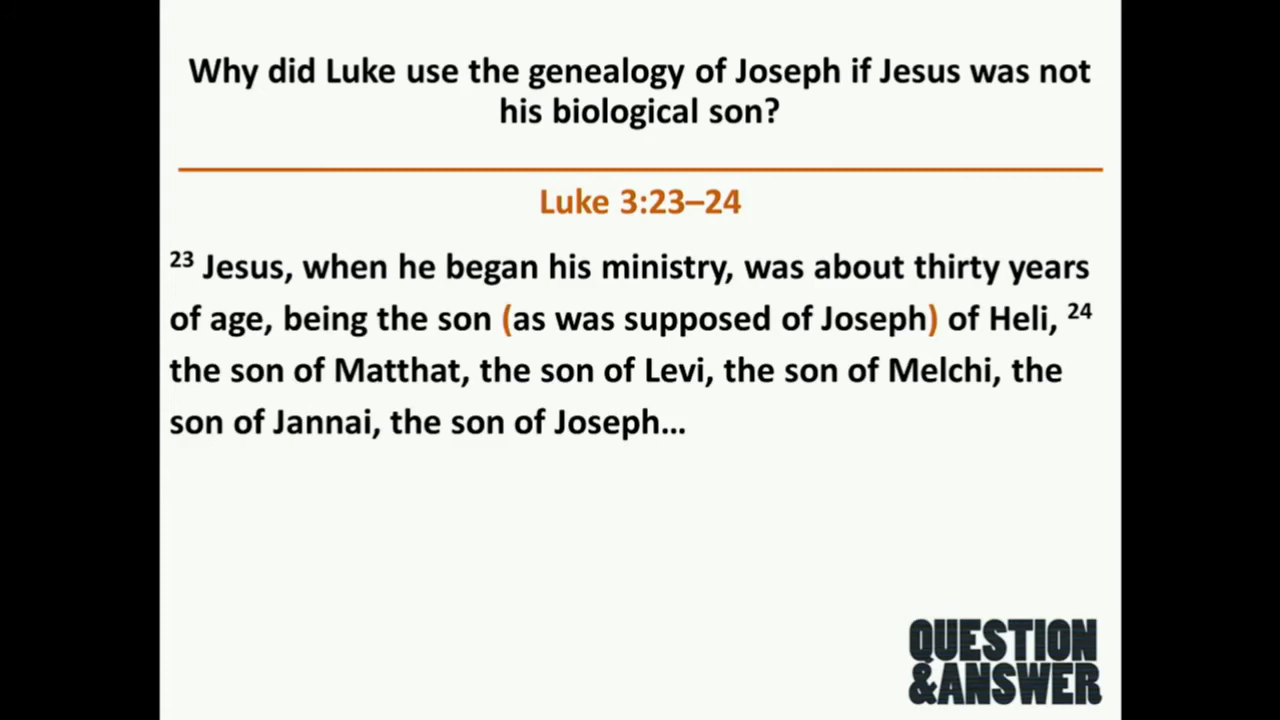 Why did Luke use the genealogy of Joseph if Jesus was not
his biological son?
Luke 3:23–24
²³ Jesus, when he began his ministry, was about thirty years
of age, being the son (as was supposed of Joseph) of Heli, ²⁴
the son of Matthat, the son of Levi, the son of Melchi, the
son of Jannai, the son of Joseph...
QUESTION
&ANSWER